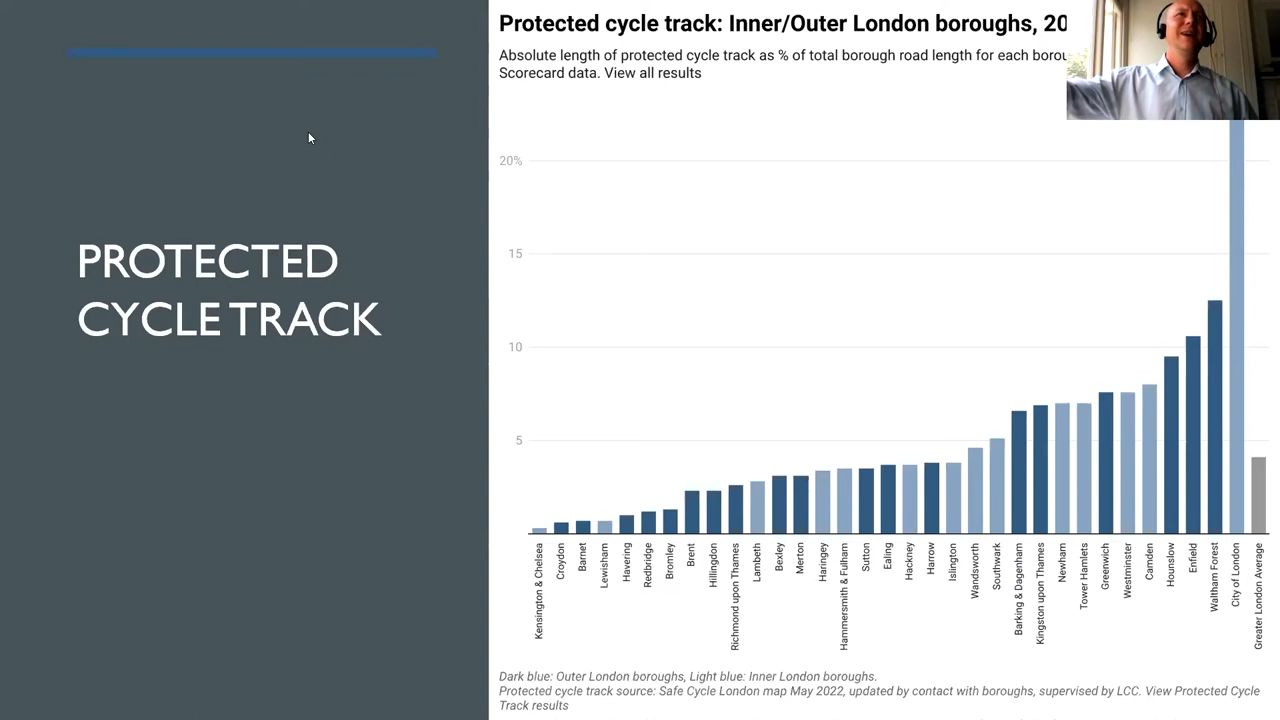 PROTECTED
CYCLE TRACK
Protected cycle track: Inner/Outer London boroughs, 20
Absolute length of protected cycle track as % of total borough road length for each
Scorecard data. View all results
20%
15
10
5
Kensington & Chelsea
Croydon
Barnet
Lewisham
Havering
Redbridge
Bromley
Brent
Hillingdon
Richmond upon Thames
Lambeth
Bexley
Merton
Haringey
Hammersmith & Fulham
Sutton
Ealing
Hackney
Harrow
Islington
Wandsworth
Southwark
Barking & Dagenham
Kingston upon Thames
Newham
Tower Hamlets
Greenwich
Westminster
Camden
Hounslow
Enfield
Waltham Forest
City of London
Greater London Average
Dark blue: Outer London boroughs, Light blue: Inner London boroughs.
Protected cycle track source: Safe Cycle London map May 2022, updated by contact with boroughs, supervised by LCC. View Protected Cycle
Track results